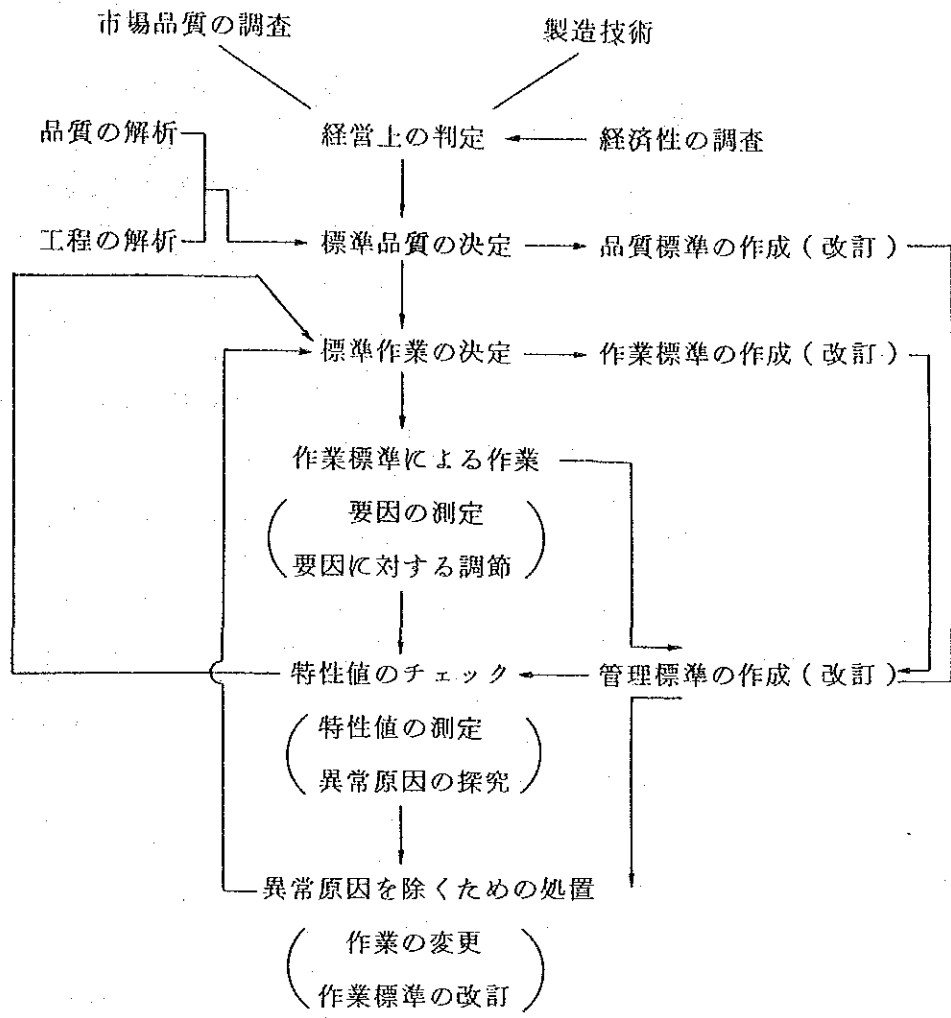 市場品質の調査
製造技術
品質の解析
経営上の判定
経済性の調査
工程の解析
標準品質の決定
品質標準の作成(改訂)
標準作業の決定
作業標準の作成(改訂)
作業標準による作業
要因の測定
要因に対する調節
特性値のチェック
管理標準の作成(改訂)
特性値の測定
異常原因の探究
異常原因を除くための処置
作業の変更
作業標準の改訂